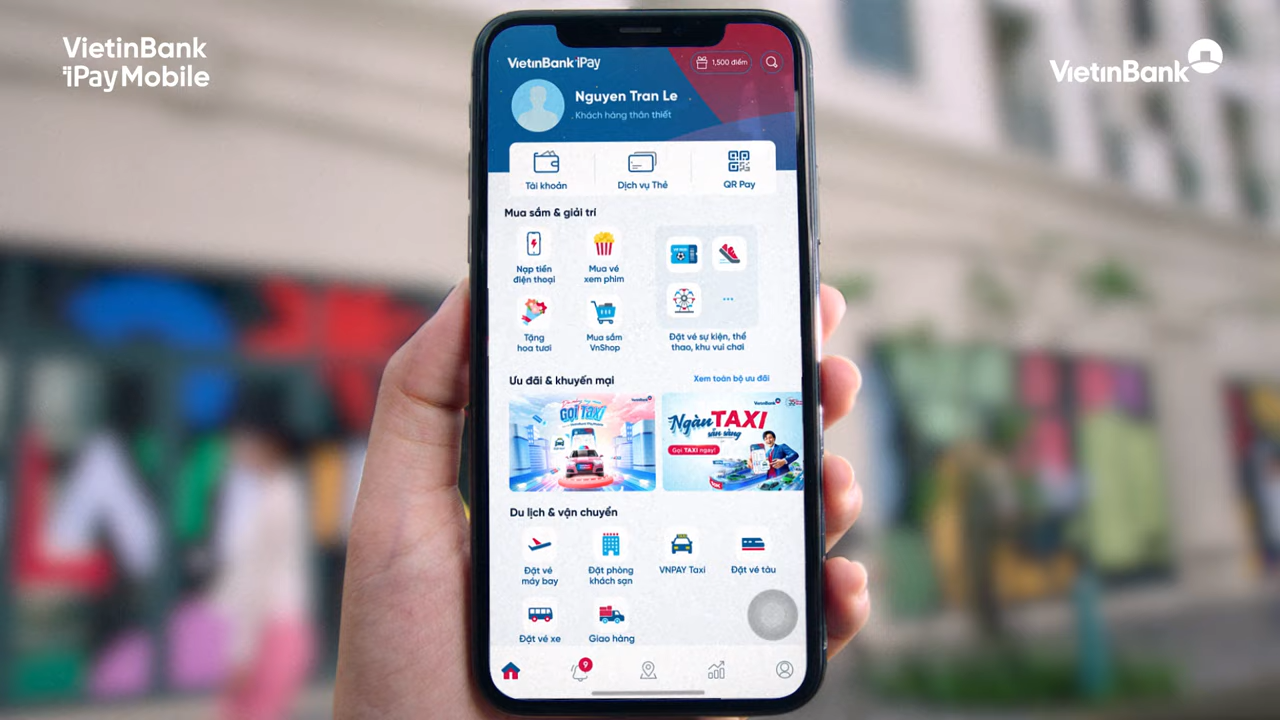 VietinBank
iPay Mobile
VietinBank
VietinBank iPay
1,500 điểm
Nguyen Tran Le
Khách hàng thân thiết
Tài khoản
Dịch vụ Thẻ
QR Pay
Mua sắm & giải trí
Nạp tiền
điện thoại
Mua vé
xem phim
Tặng
hoa tươi
Mua sắm
VnShop
Đặt vé sự kiện, thể
thao, khu vui chơi
Ưu đãi & khuyến mại
Xem toàn bộ ưu đãi
VietinBank
GỌI TAXI
VietinBank
Ngàn TAXI
sẵn sàng
Gọi TAXI ngay!
Du lịch & vận chuyển
Đặt vé
máy bay
Đặt phòng
khách sạn
VNPAY Taxi
Đặt vé tàu
Đặt vé xe
Giao hàng
9